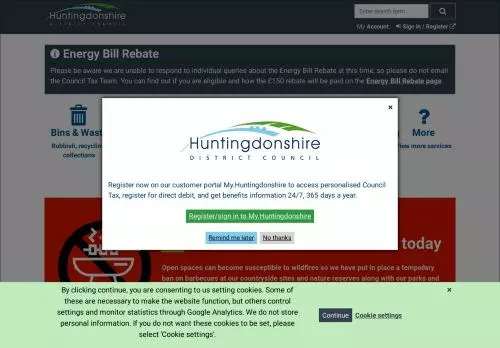 Huntingdonshire
DISTRICT COUNCIL
Enter search term
My Account: Sign in / Register
Energy Bill Rebate
Please be aware we are unable to respond to individual queries about the Energy Bill Rebate at this time, so please do not email
the Council Tax Team. You can find out if you are eligible and how the £150 rebate will be paid on the Energy Bill Rebate page.
Bins & Wast
Rubbish, recycling
collections
?
More
View more services
×
Huntingdonshire
DISTRICT COUNCIL
Register now on our customer portal My.Huntingdonshire to access personalised Council
Tax, register for direct debit, and get benefits information 24/7, 365 days a year.
Register/sign in to My.Huntingdonshire
Remind me later No thanks
today
Open spaces can become susceptible to wildfires so we have put in place a temporary
ban on barbecues at our countryside sites and nature reserves along with our parks and
By clicking continue, you are consenting to us setting cookies. Some of
these are necessary to make the website function, but others control
settings and monitor statistics through Google Analytics. We do not store
personal information. If you do not want these cookies to be set, please
select 'Cookie settings'.
Continue Cookie settings
×